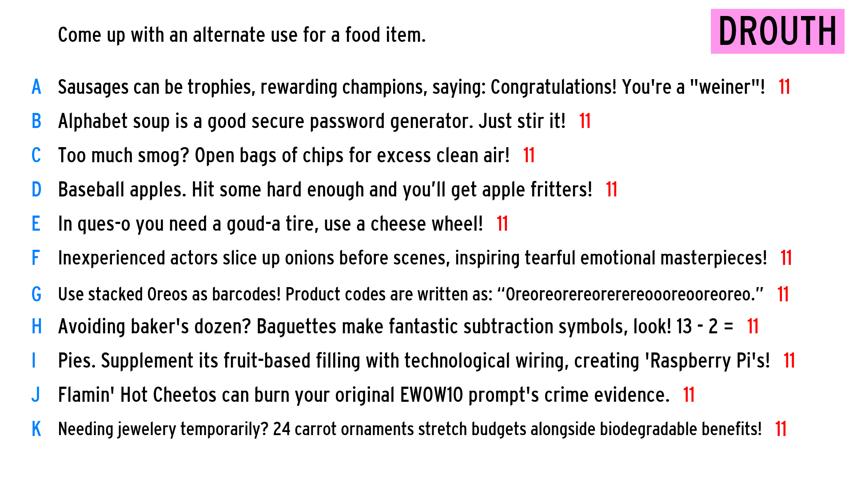 Come up with an alternate use for a food item.
DROUTH
A Sausages can be trophies, rewarding champions, saying: Congratulations! You're a "weiner"! 11
B Alphabet soup is a good secure password generator. Just stir it! 11
C Too much smog? Open bags of chips for excess clean air! 11
D Baseball apples. Hit some hard enough and you’ll get apple fritters! 11
E In ques-o you need a goud-a tire, use a cheese wheel! 11
F Inexperienced actors slice up onions before scenes, inspiring tearful emotional masterpieces! 11
G Use stacked Oreos as barcodes! Product codes are written as: “Oreoreorereorerereoooreooreoreo.” 11
H Avoiding baker's dozen? Baguettes make fantastic subtraction symbols, look! 13 - 2 = 11
I Pies. Supplement its fruit-based filling with technological wiring, creating 'Raspberry Pi's! 11
J Flamin' Hot Cheetos can burn your original EWOW10 prompt's crime evidence. 11
K Needing jewelery temporarily? 24 carrot ornaments stretch budgets alongside biodegradable benefits! 11